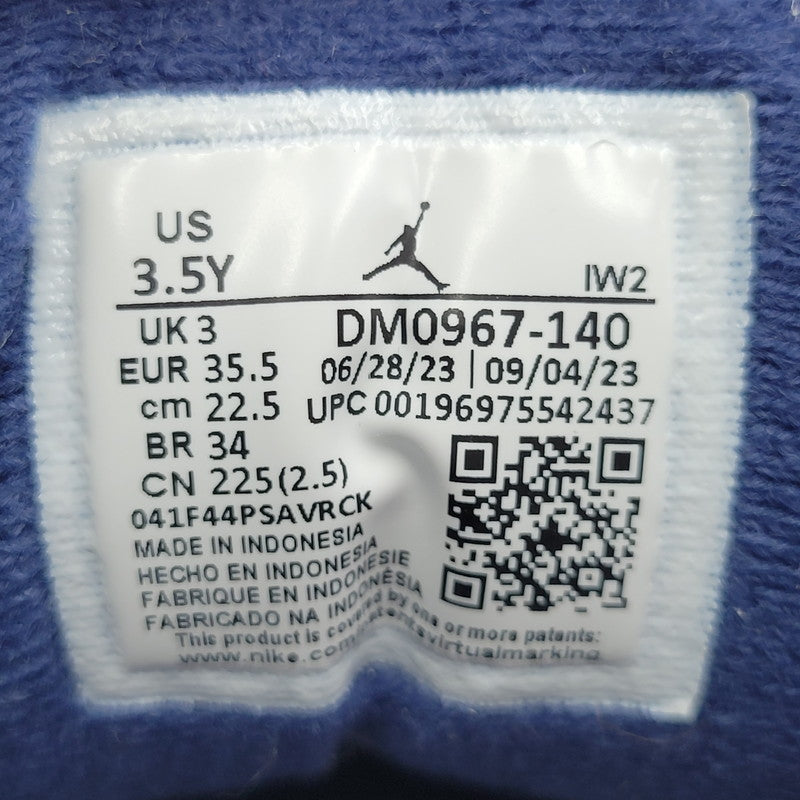 US
3.5Y
IW2
UK 3
DM0967-140
EUR 35.5
06/28/23 | 09/04/23
cm 22.5
UPC 00196975542437
BR 34
CN 225(2.5)
041F44PSAVRCK
MADE IN INDONESIA
HECHO EN INDONESIA
FABRIQUE EN INDONÉSIE
FABRICADO NA INDONÉSIA
This product is covered by one or more patents:
www.nike.com/patentsvirtualmarking